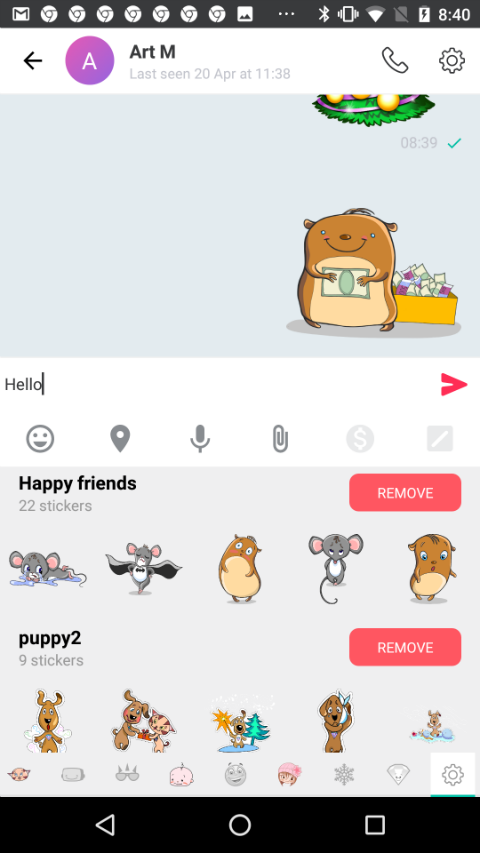 8:40
A
Art M
Last seen 20 Apr at 11:38
08:39
Hello
Happy friends
22 stickers
REMOVE
puppy2
9 stickers
REMOVE